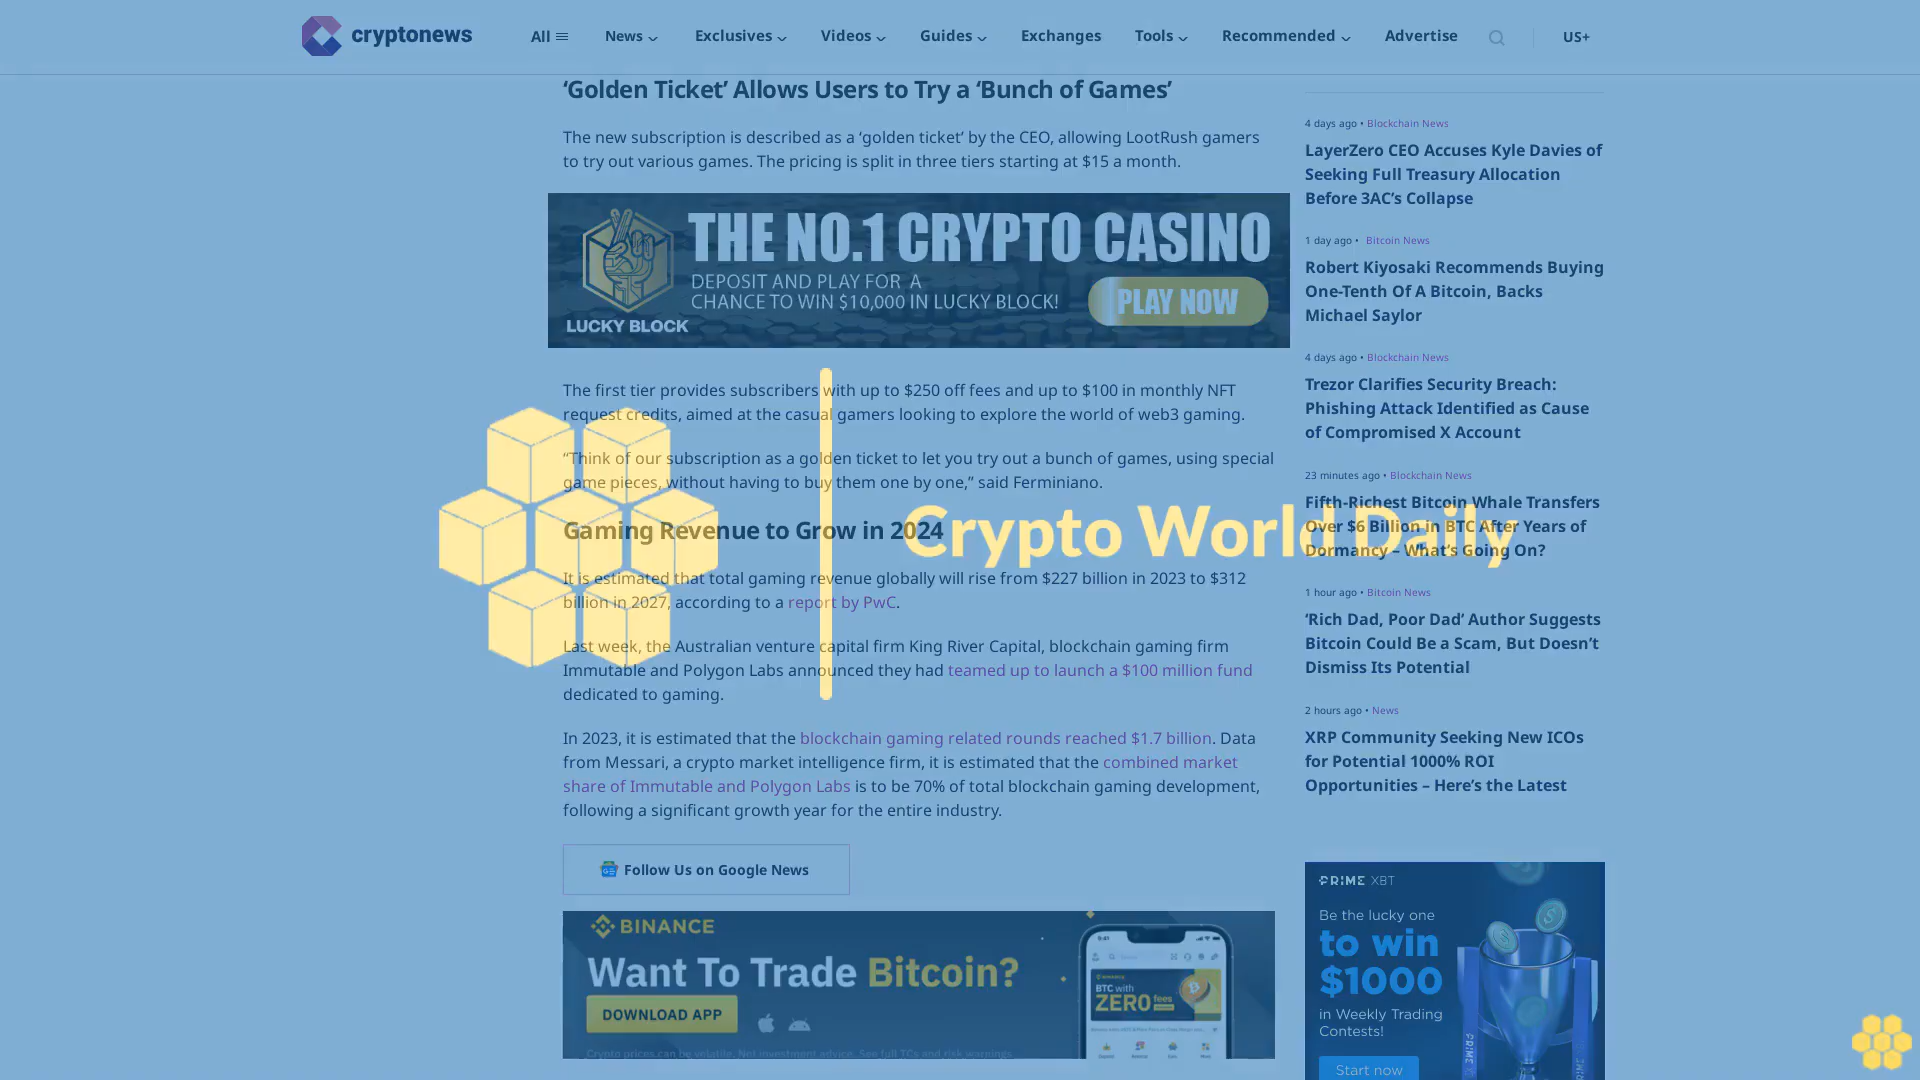 cryptonews
All
News
Exclusives
Videos
Guides
Exchanges
Tools
Recommended
Advertise
US+
‘Golden Ticket’ Allows Users to Try a ‘Bunch of Games’
The new subscription is described as a ‘golden ticket’ by the CEO, allowing LootRush gamers
to try out various games. The pricing is split in three tiers starting at $15 a month.
THE NO.1 CRYPTO CASINO
DEPOSIT AND PLAY FOR A
CHANCE TO WIN $10,000 IN LUCKY BLOCK!
PLAY NOW
LUCKY BLOCK
The first tier provides subscribers with up to $250 off fees and up to $100 in monthly NFT
request credits, aimed at the casual gamers looking to explore the world of web3 gaming.
“Think of our subscription as a golden ticket to let you try out a bunch of games, using special
game pieces, without having to buy them one by one,” said Ferminiano.
Gaming Revenue to Grow in 2024
Crypto World Daily
It is estimated that total gaming revenue globally will rise from $227 billion in 2023 to $312
billion in 2027, according to a report by PwC.
Last week, the Australian venture capital firm King River Capital, blockchain gaming firm
Immutable and Polygon Labs announced they had teamed up to launch a $100 million fund
dedicated to gaming.
In 2023, it is estimated that the blockchain gaming related rounds reached $1.7 billion. Data
from Messari, a crypto market intelligence firm, it is estimated that the combined market
share of Immutable and Polygon Labs is to be 70% of total blockchain gaming development,
following a significant growth year for the entire industry.
Follow Us on Google News
BINANCE
Want To Trade Bitcoin?
DOWNLOAD APP
Crypto prices can be volatile. Not investment advice. See full TCs and risk warnings.
9:41
BTC with
ZERO fees
4 days ago • Blockchain News
LayerZero CEO Accuses Kyle Davies of
Seeking Full Treasury Allocation
Before 3AC’s Collapse
1 day ago • Bitcoin News
Robert Kiyosaki Recommends Buying
One-Tenth Of A Bitcoin, Backs
Michael Saylor
4 days ago • Blockchain News
Trezor Clarifies Security Breach:
Phishing Attack Identified as Cause
of Compromised X Account
23 minutes ago • Blockchain News
Fifth-Richest Bitcoin Whale Transfers
Over $6 Billion in BTC After Years of
Dormancy – What’s Going On?
1 hour ago • Bitcoin News
‘Rich Dad, Poor Dad’ Author Suggests
Bitcoin Could Be a Scam, But Doesn’t
Dismiss Its Potential
2 hours ago • News
XRP Community Seeking New ICOs
for Potential 1000% ROI
Opportunities – Here’s the Latest
PRIME XBT
Be the lucky one
to win
$1000
in Weekly Trading
Contests!
Start now